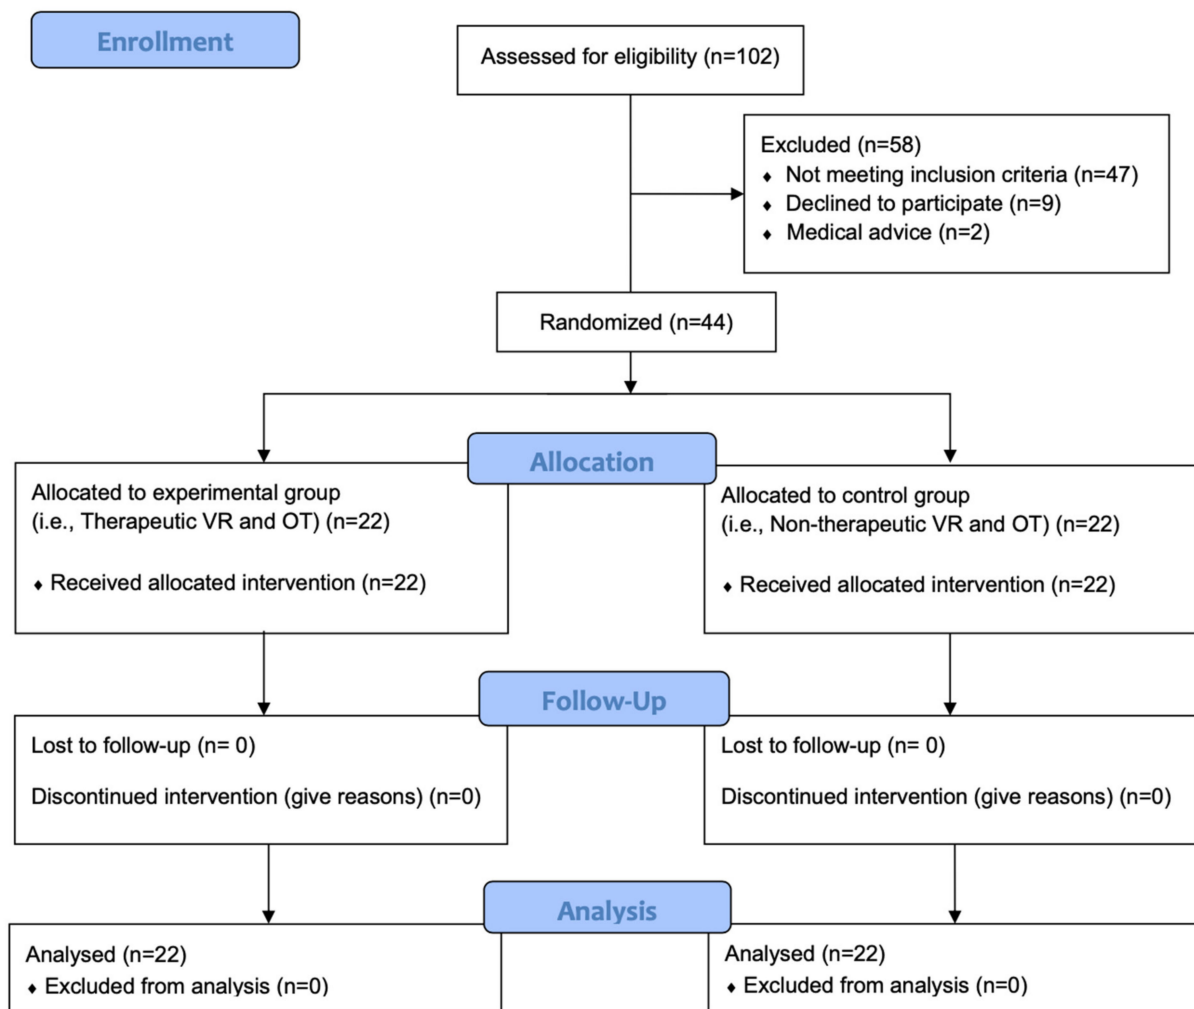 Enrollment
Assessed for eligibility (n=102)
Excluded (n=58)
♦ Not meeting inclusion criteria (n=47)
♦ Declined to participate (n=9)
♦ Medical advice (n=2)
Randomized (n=44)
Allocation
Allocated to experimental group
(i.e., Therapeutic VR and OT) (n=22)
♦ Received allocated intervention (n=22)
Allocated to control group
(i.e., Non-therapeutic VR and OT) (n=22)
♦ Received allocated intervention (n=22)
Follow-Up
Lost to follow-up (n= 0)
Discontinued intervention (give reasons) (n=0)
Lost to follow-up (n= 0)
Discontinued intervention (give reasons) (n=0)
Analysis
Analysed (n=22)
♦ Excluded from analysis (n=0)
Analysed (n=22)
♦ Excluded from analysis (n=0)